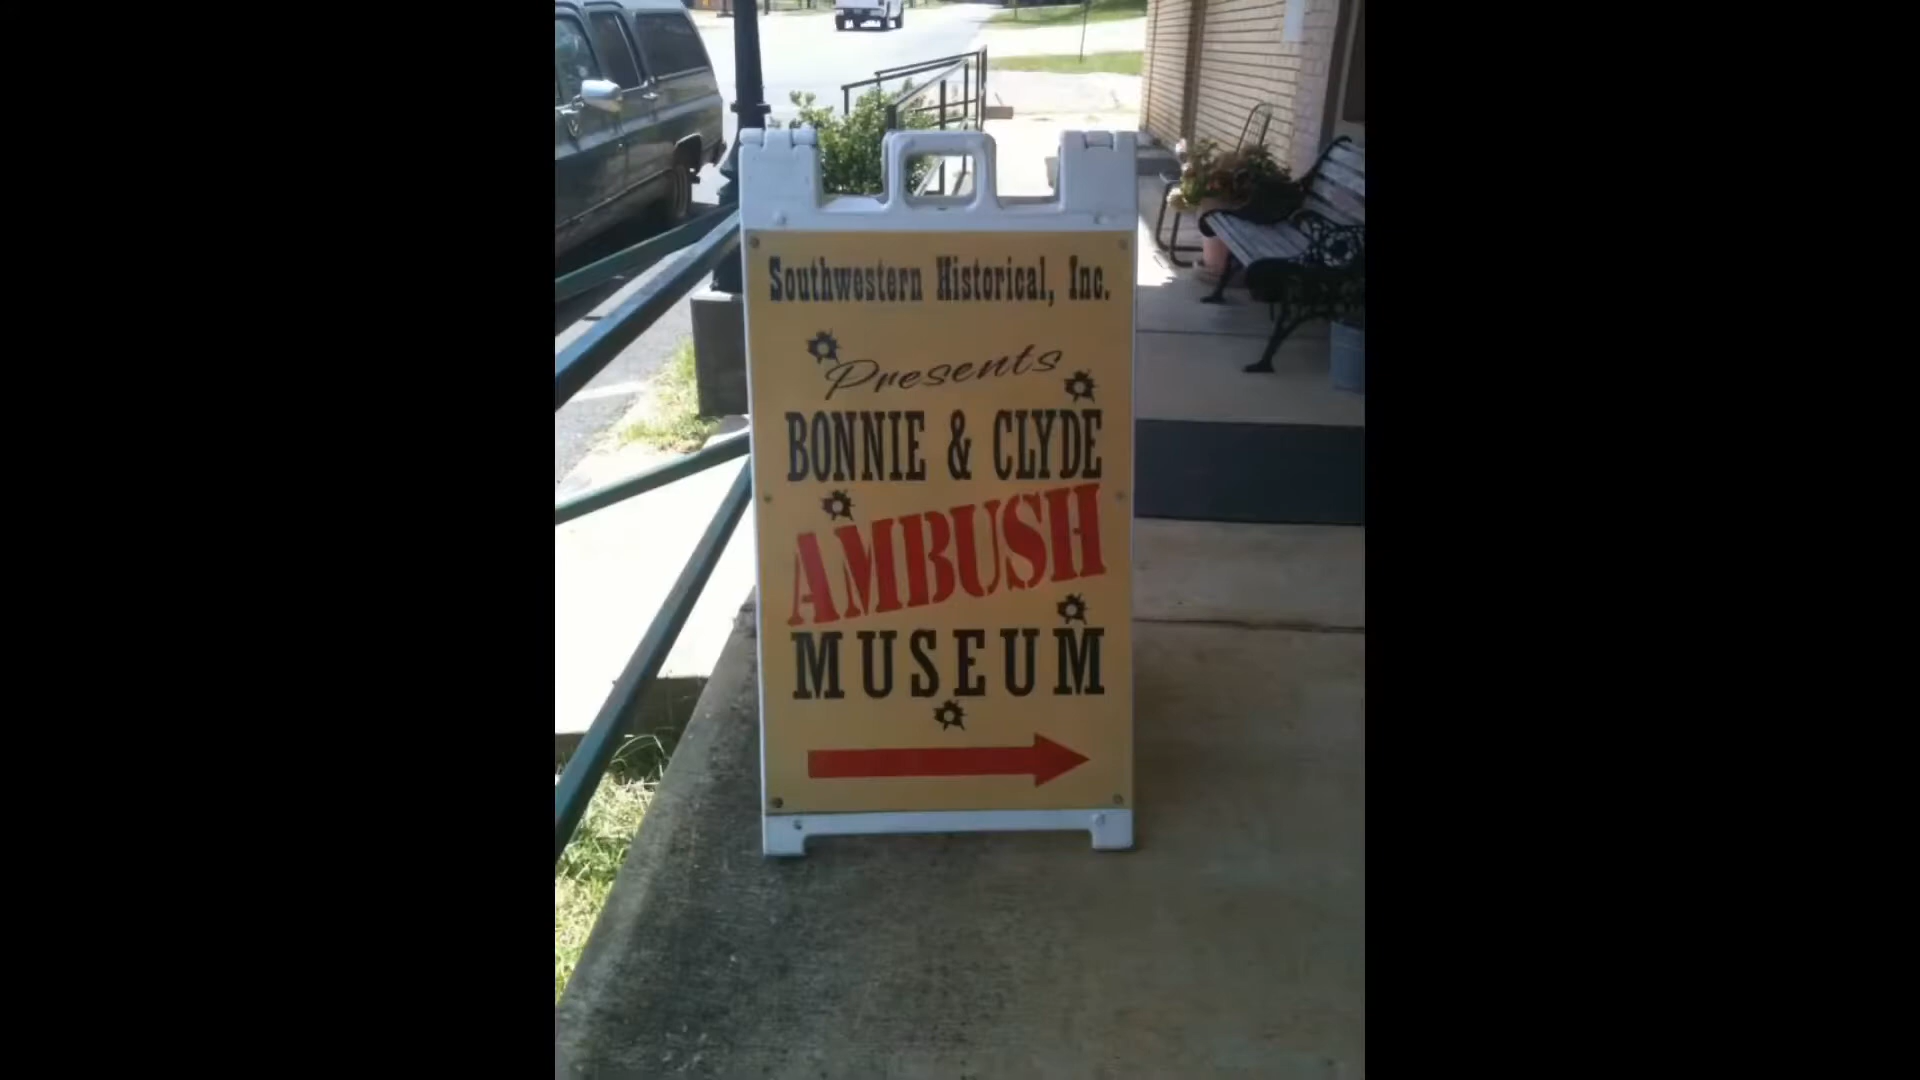 Southwestern Historical, Inc.
Presents
BONNIE & CLYDE
AMBUSH
MUSEUM